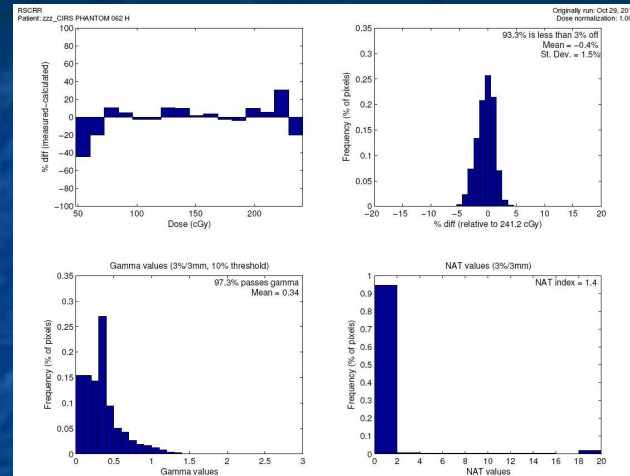 RSCRR
Patient: zzz_CIRS PHANTOM 062 H
Originally run: Oct 29, 201
Dose normalization: 1.00
100
80
60
40
20
0
−20
−40
−60
−80
−100
% diff (measured−calculated)
50 100 150 200
Dose (cGy)
93.3% is less than 3% off
Mean = −0.4%
St. Dev. = 1.5%
0.35
0.3
0.25
0.2
0.15
0.1
0.05
0
Frequency (% of pixels)
−20 −15 −10 −5 0 5 10 15 20
% diff (relative to 241.2 cGy)
Gamma values (3%/3mm, 10% threshold)
97.3% passes gamma
Mean = 0.34
0.35
0.3
0.25
0.2
0.15
0.1
0.05
0
Frequency (% of pixels)
0 0.5 1 1.5 2 2.5 3
Gamma values
NAT values (3%/3mm)
NAT index = 1.4
1
0.9
0.8
0.7
0.6
0.5
0.4
0.3
0.2
0.1
0
Frequency (% of pixels)
0 2 4 6 8 10 12 14 16 18 20
NAT values